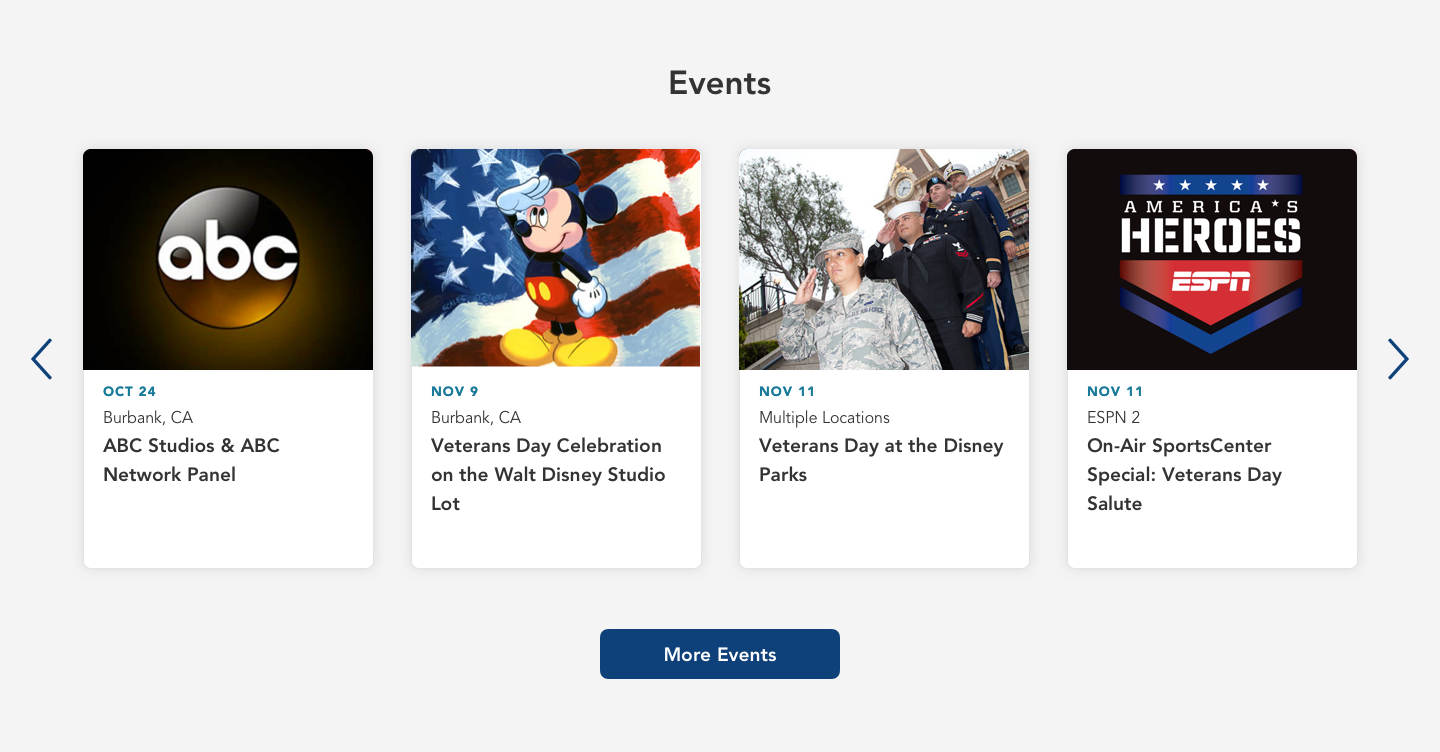 Events
abc
AMERICA★S
HEROES
ESPN
U.S. AIR FORCE
OCT 24
Burbank, CA
ABC Studios & ABC
Network Panel
NOV 9
Burbank, CA
Veterans Day Celebration
on the Walt Disney Studio
Lot
NOV 11
Multiple Locations
Veterans Day at the Disney
Parks
NOV 11
ESPN 2
On-Air SportsCenter
Special: Veterans Day
Salute
More Events